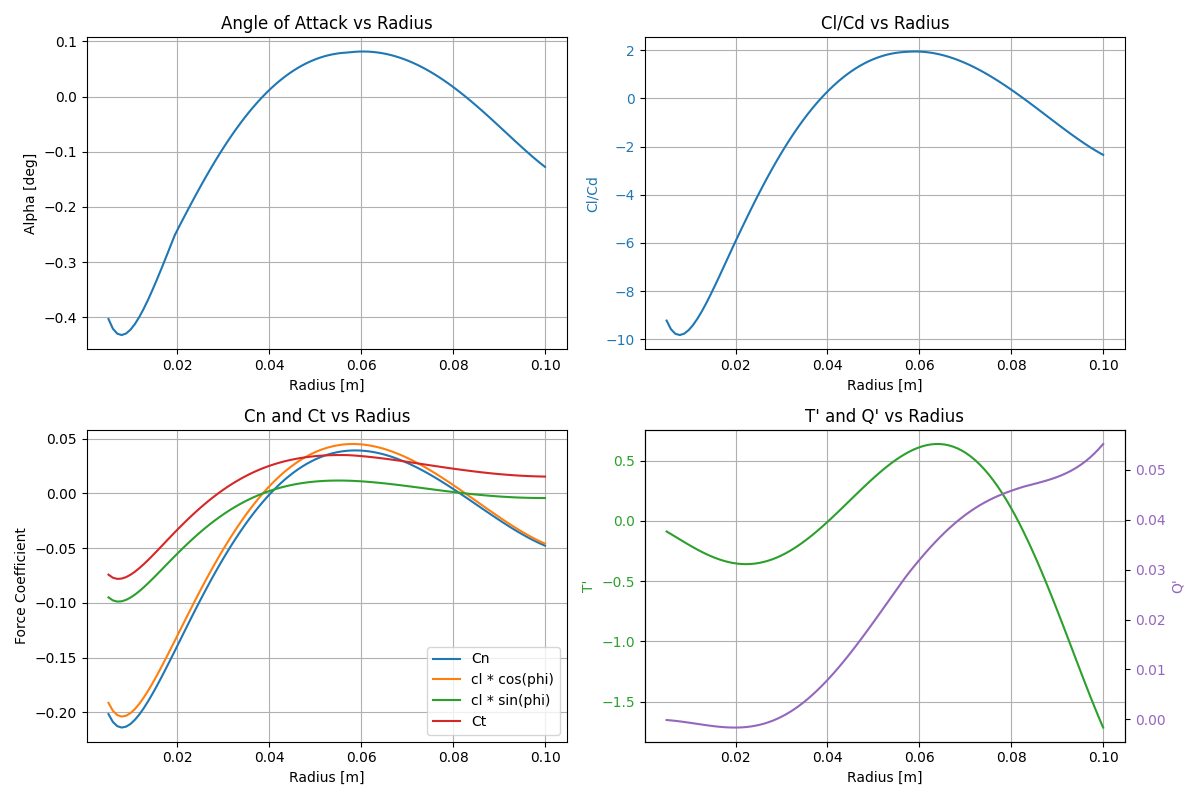 Angle of Attack vs Radius
Alpha [deg]
0.1
0.0
−0.1
−0.2
−0.3
−0.4
0.02
0.04
0.06
0.08
0.10
Radius [m]
Cl/Cd vs Radius
Cl/Cd
2
0
−2
−4
−6
−8
−10
0.02
0.04
0.06
0.08
0.10
Radius [m]
Cn and Ct vs Radius
Force Coefficient
0.05
0.00
−0.05
−0.10
−0.15
−0.20
0.02
0.04
0.06
0.08
0.10
Radius [m]
Cn
cl * cos(phi)
cl * sin(phi)
Ct
T' and Q' vs Radius
T'
0.5
0.0
−0.5
−1.0
−1.5
0.02
0.04
0.06
0.08
0.10
Radius [m]
0.05
0.04
0.03
0.02
0.01
0.00
Q'